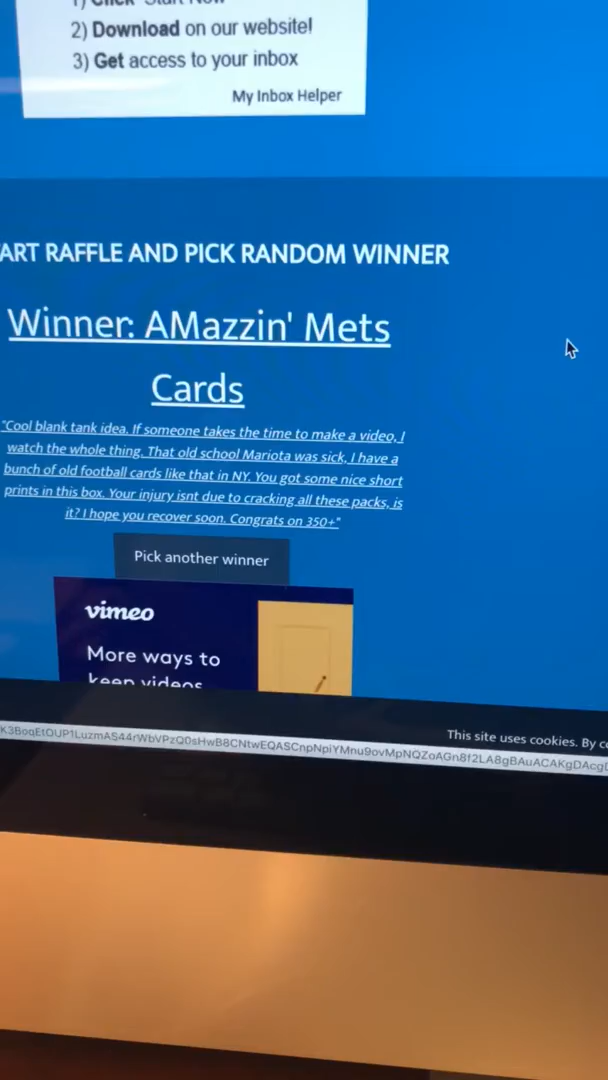 1) Click "Start Now"
2) Download on our website!
3) Get access to your inbox
My Inbox Helper
ART RAFFLE AND PICK RANDOM WINNER
Winner: AMazzin' Mets
Cards
"Cool blank tank idea. If someone takes the time to make a video, I
watch the whole thing. That old school Mariota was sick, I have a
bunch of old football cards like that in NY. You got some nice short
prints in this box. Your injury isnt due to cracking all these packs, is
it? I hope you recover soon. Congrats on 350+"
Pick another winner
vimeo
More ways to
keep videos
This site uses cookies. By